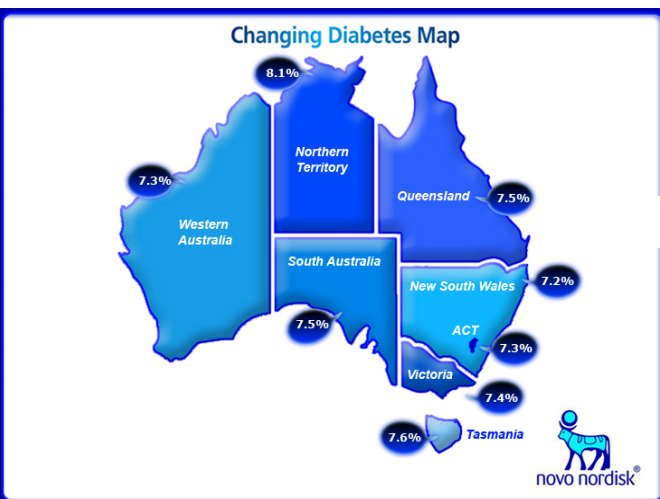 Changing Diabetes Map
8.1%
Northern
Territory
7.3%
Queensland
7.5%
Western
Australia
South Australia
New South Wales
7.2%
7.5%
ACT
7.3%
Victoria
7.4%
7.6%
Tasmania
novo nordisk®